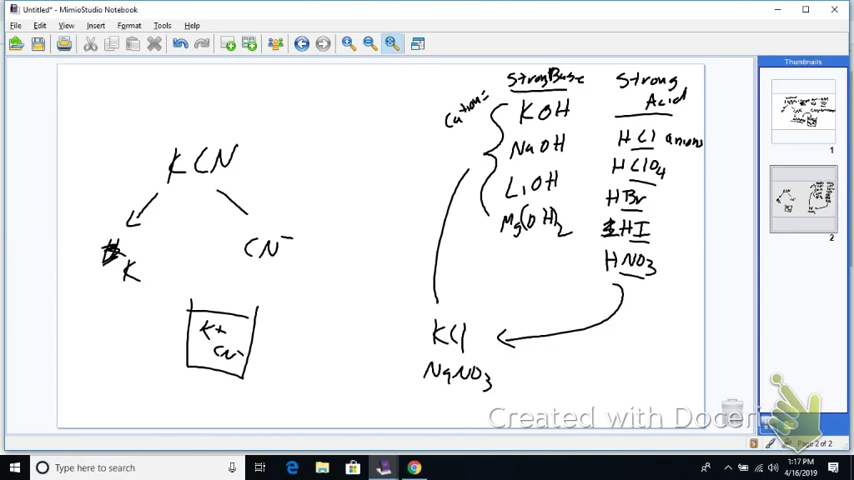 Untitled* - MimioStudio Notebook
File Edit View Insert Format Tools Help
Thumbnails
1
2
Strong Base
KOH
NaOH
LiOH
Mg(OH)2
Cation=
Strong
Acid
HCl anions
HClO4
HBr
HI
HNO3
KCN
K
CN-
K+
CN-
KCl
NaNO3
Created with Doceri
Page 2 of 2
Type here to search
1:17 PM
4/16/2019